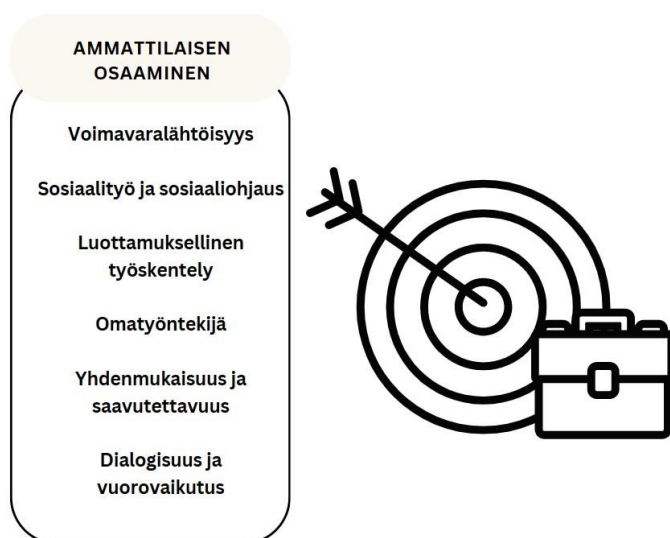 AMMATTILAISEN
OSAAMINEN
Voimavaralähtöisyys
Sosiaalityö ja sosiaaliohjaus
Luottamuksellinen
työskentely
Omatyöntekijä
Yhdenmukaisuus ja
saavutettavuus
Dialogisuus ja
vuorovaikutus